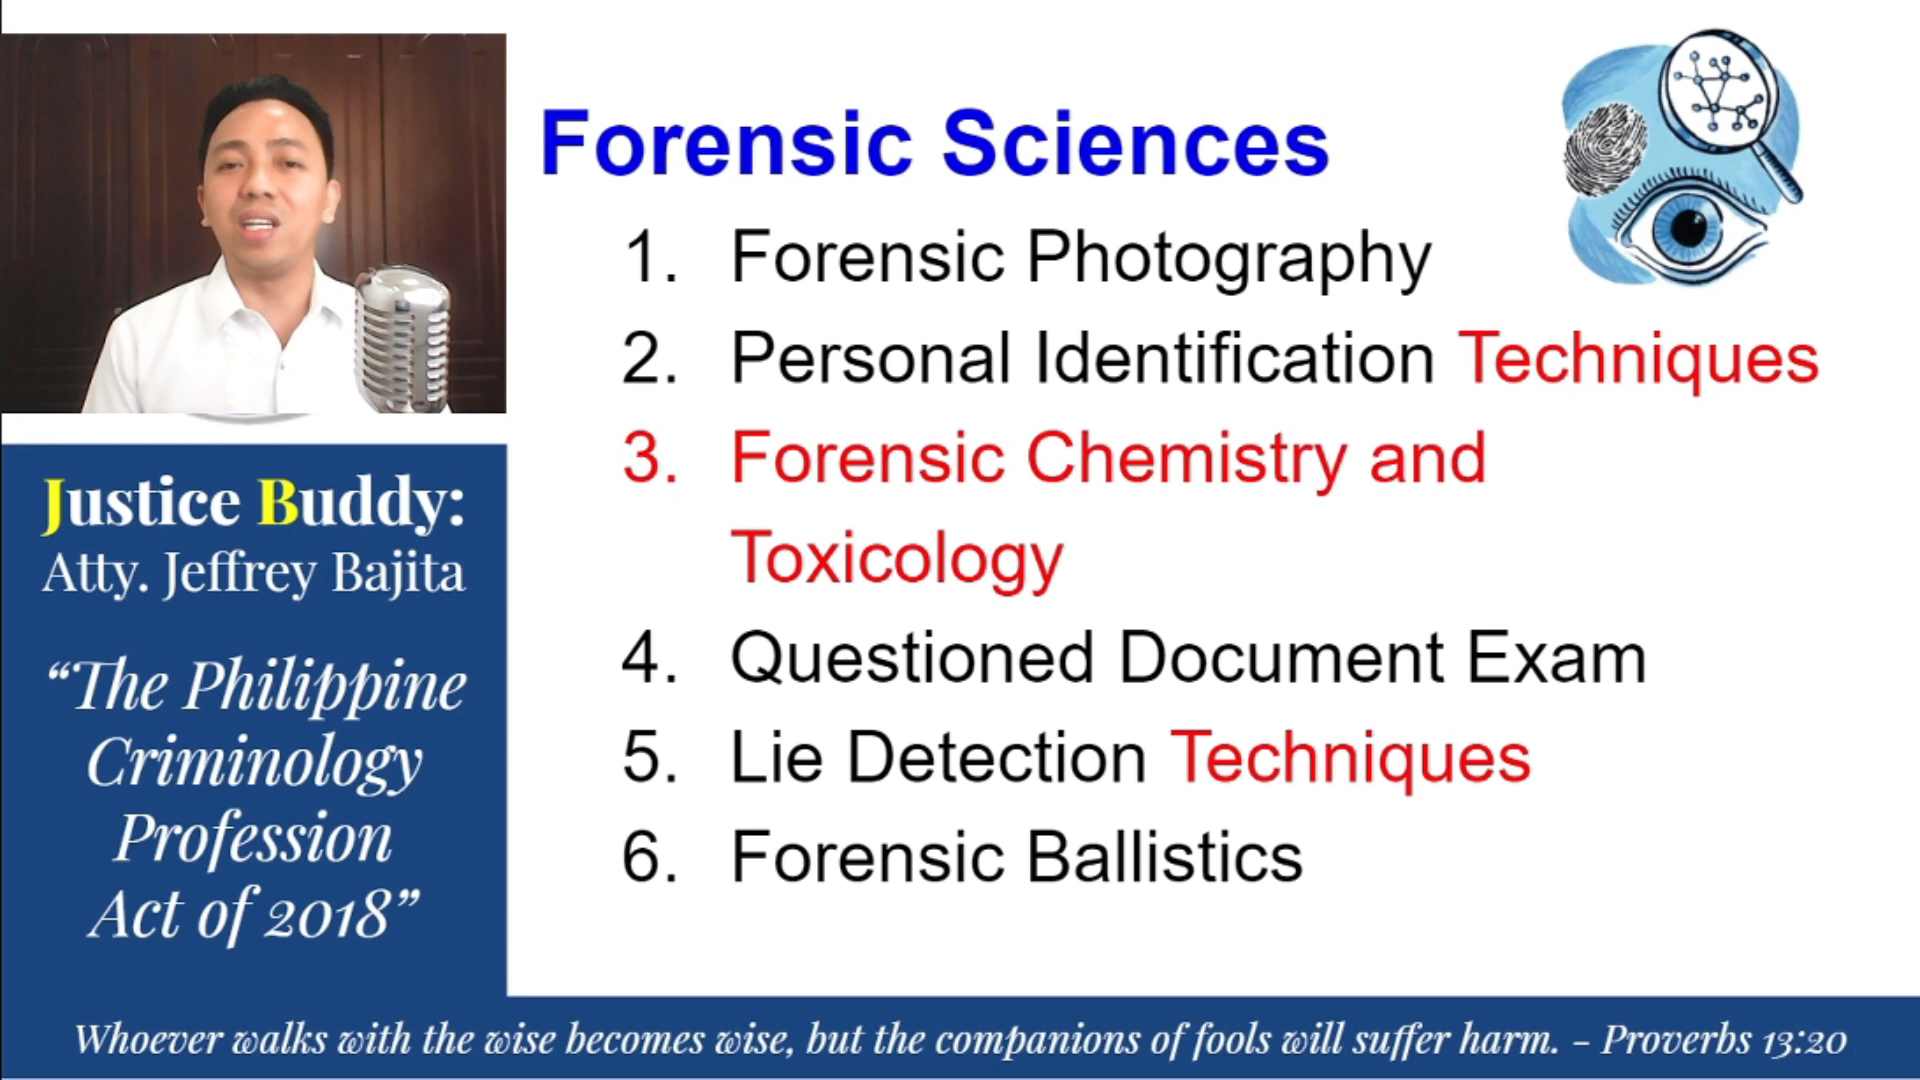 Forensic Sciences
1. Forensic Photography
2. Personal Identification Techniques
3. Forensic Chemistry and
Toxicology
4. Questioned Document Exam
5. Lie Detection Techniques
6. Forensic Ballistics
Justice Buddy:
Atty. Jeffrey Bajita
“The Philippine
Criminology
Profession
Act of 2018”
Whoever walks with the wise becomes wise, but the companions of fools will suffer harm. – Proverbs 13:20